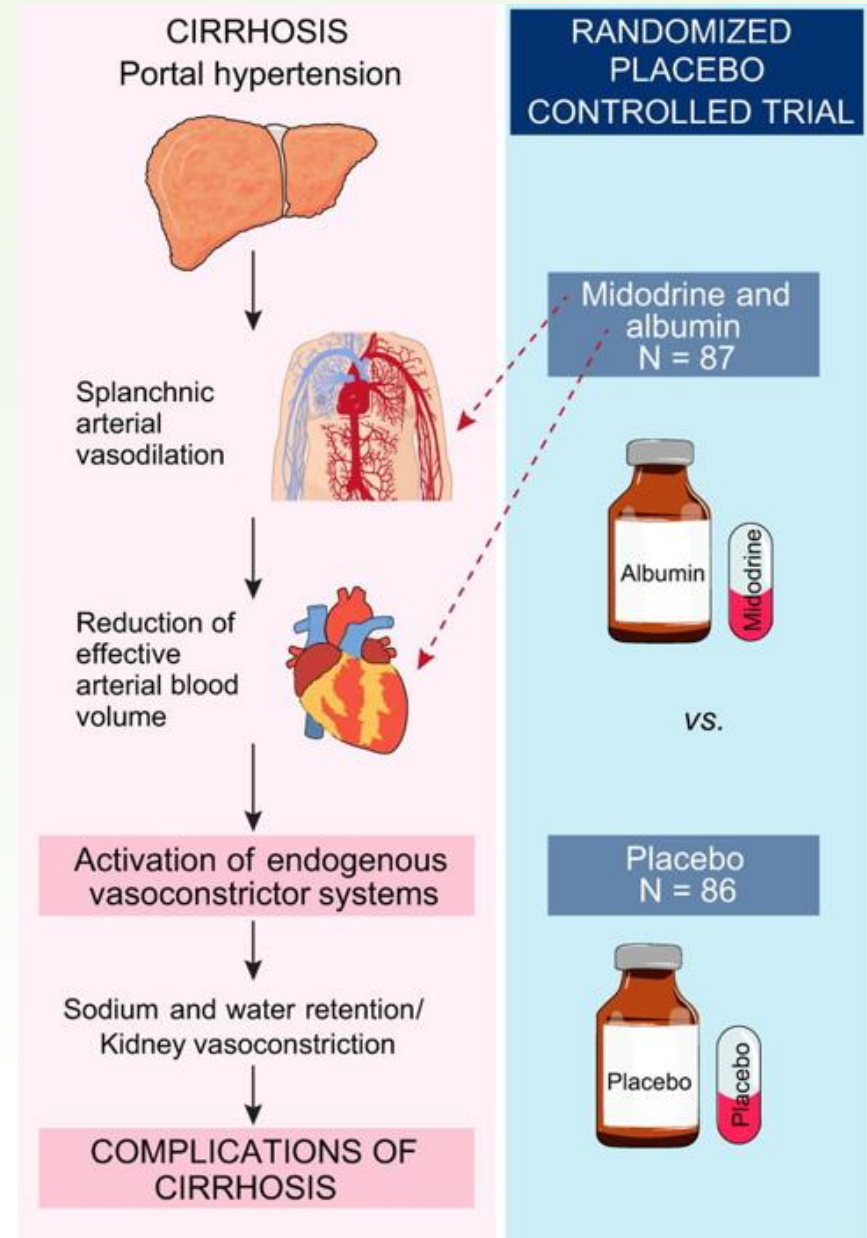 CIRRHOSIS
Portal hypertension
Splanchnic
arterial
vasodilation
Reduction of
effective
arterial blood
volume
Activation of endogenous
vasoconstrictor systems
Sodium and water retention/
Kidney vasoconstriction
COMPLICATIONS OF
CIRRHOSIS
RANDOMIZED
PLACEBO
CONTROLLED TRIAL
Midodrine and
albumin
N = 87
Albumin
Midodrine
vs.
Placebo
N = 86
Placebo
Placebo